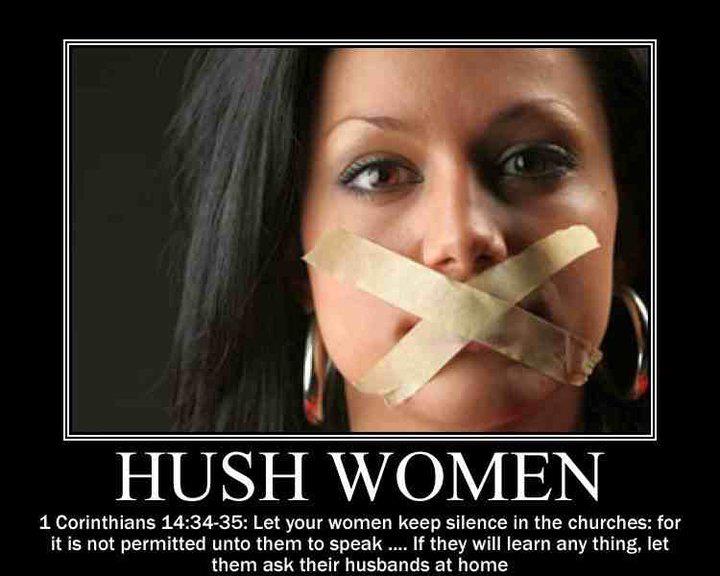 HUSH WOMEN
1 Corinthians 14:34-35: Let your women keep silence in the churches: for
it is not permitted unto them to speak .... If they will learn any thing, let
them ask their husbands at home